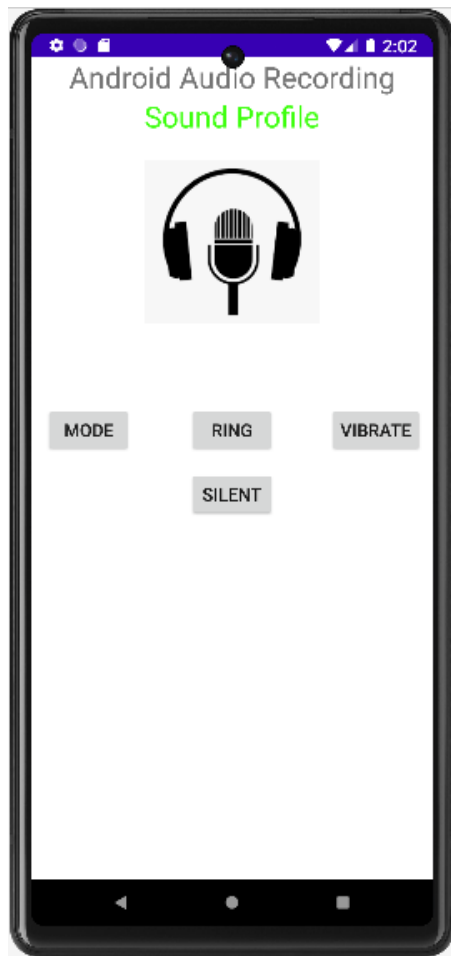 2:02
Android Audio Recording
Sound Profile
MODE RING VIBRATE
SILENT